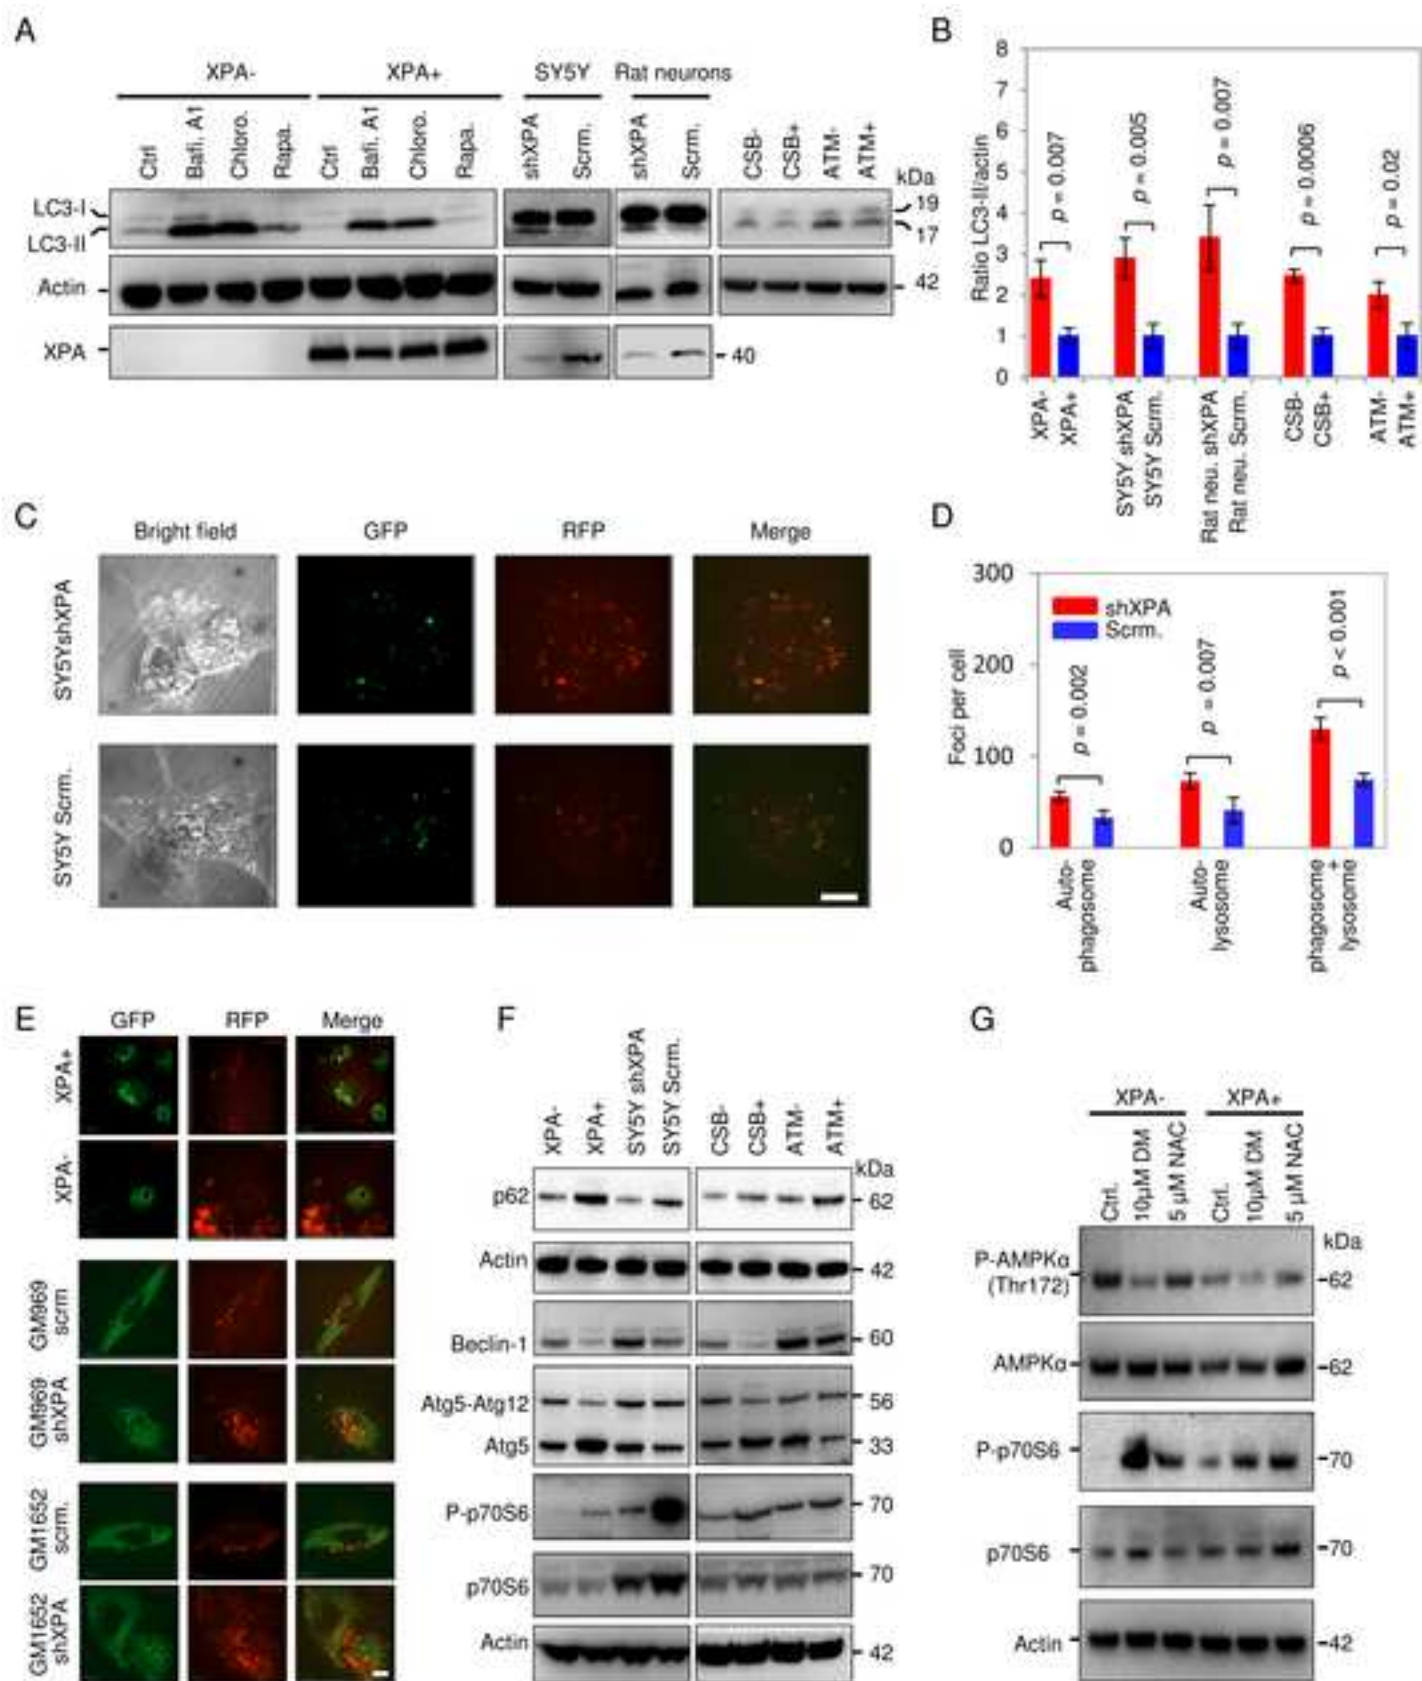 A
XPA-
XPA+
SY5Y
Rat neurons
Ctrl
Bafi. A1
Chloro.
Rapa.
Ctrl
Bafi. A1
Chloro.
Rapa.
shXPA
Scrm.
shXPA
Scrm.
CSB-
CSB+
ATM-
ATM+
kDa
LC3-I
19
LC3-II
17
Actin
42
XPA
40
B
Ratio LC3-II/actin
8
7
6
5
4
3
2
1
0
p = 0.007
p = 0.005
p = 0.007
p = 0.0006
p = 0.02
XPA-
XPA+
SY5Y shXPA
SY5Y Scrm.
Rat neu. shXPA
Rat neu. Scrm.
CSB-
CSB+
ATM-
ATM+
C
Bright field
GFP
RFP
Merge
SY5YshXPA
SY5Y Scrm.
D
Foci per cell
300
200
100
0
shXPA
Scrm.
p = 0.002
p = 0.007
p < 0.001
Auto-
phagosome
Auto-
lysosome
phagosome
+
lysosome
E
GFP
RFP
Merge
XPA+
XPA-
GM969
scrm
GM969
shXPA
GM1652
scrm.
GM1652
shXPA
F
XPA-
XPA+
SY5Y shXPA
SY5Y Scrm.
CSB-
CSB+
ATM-
ATM+
kDa
p62
62
Actin
42
Beclin-1
60
Atg5-Atg12
56
Atg5
33
P-p70S6
70
p70S6
70
Actin
42
G
XPA-
XPA+
Ctrl.
10µM DM
5 µM NAC
Ctrl.
10µM DM
5 µM NAC
kDa
P-AMPKα
(Thr172)
62
AMPKα
62
P-p70S6
70
p70S6
70
Actin
42